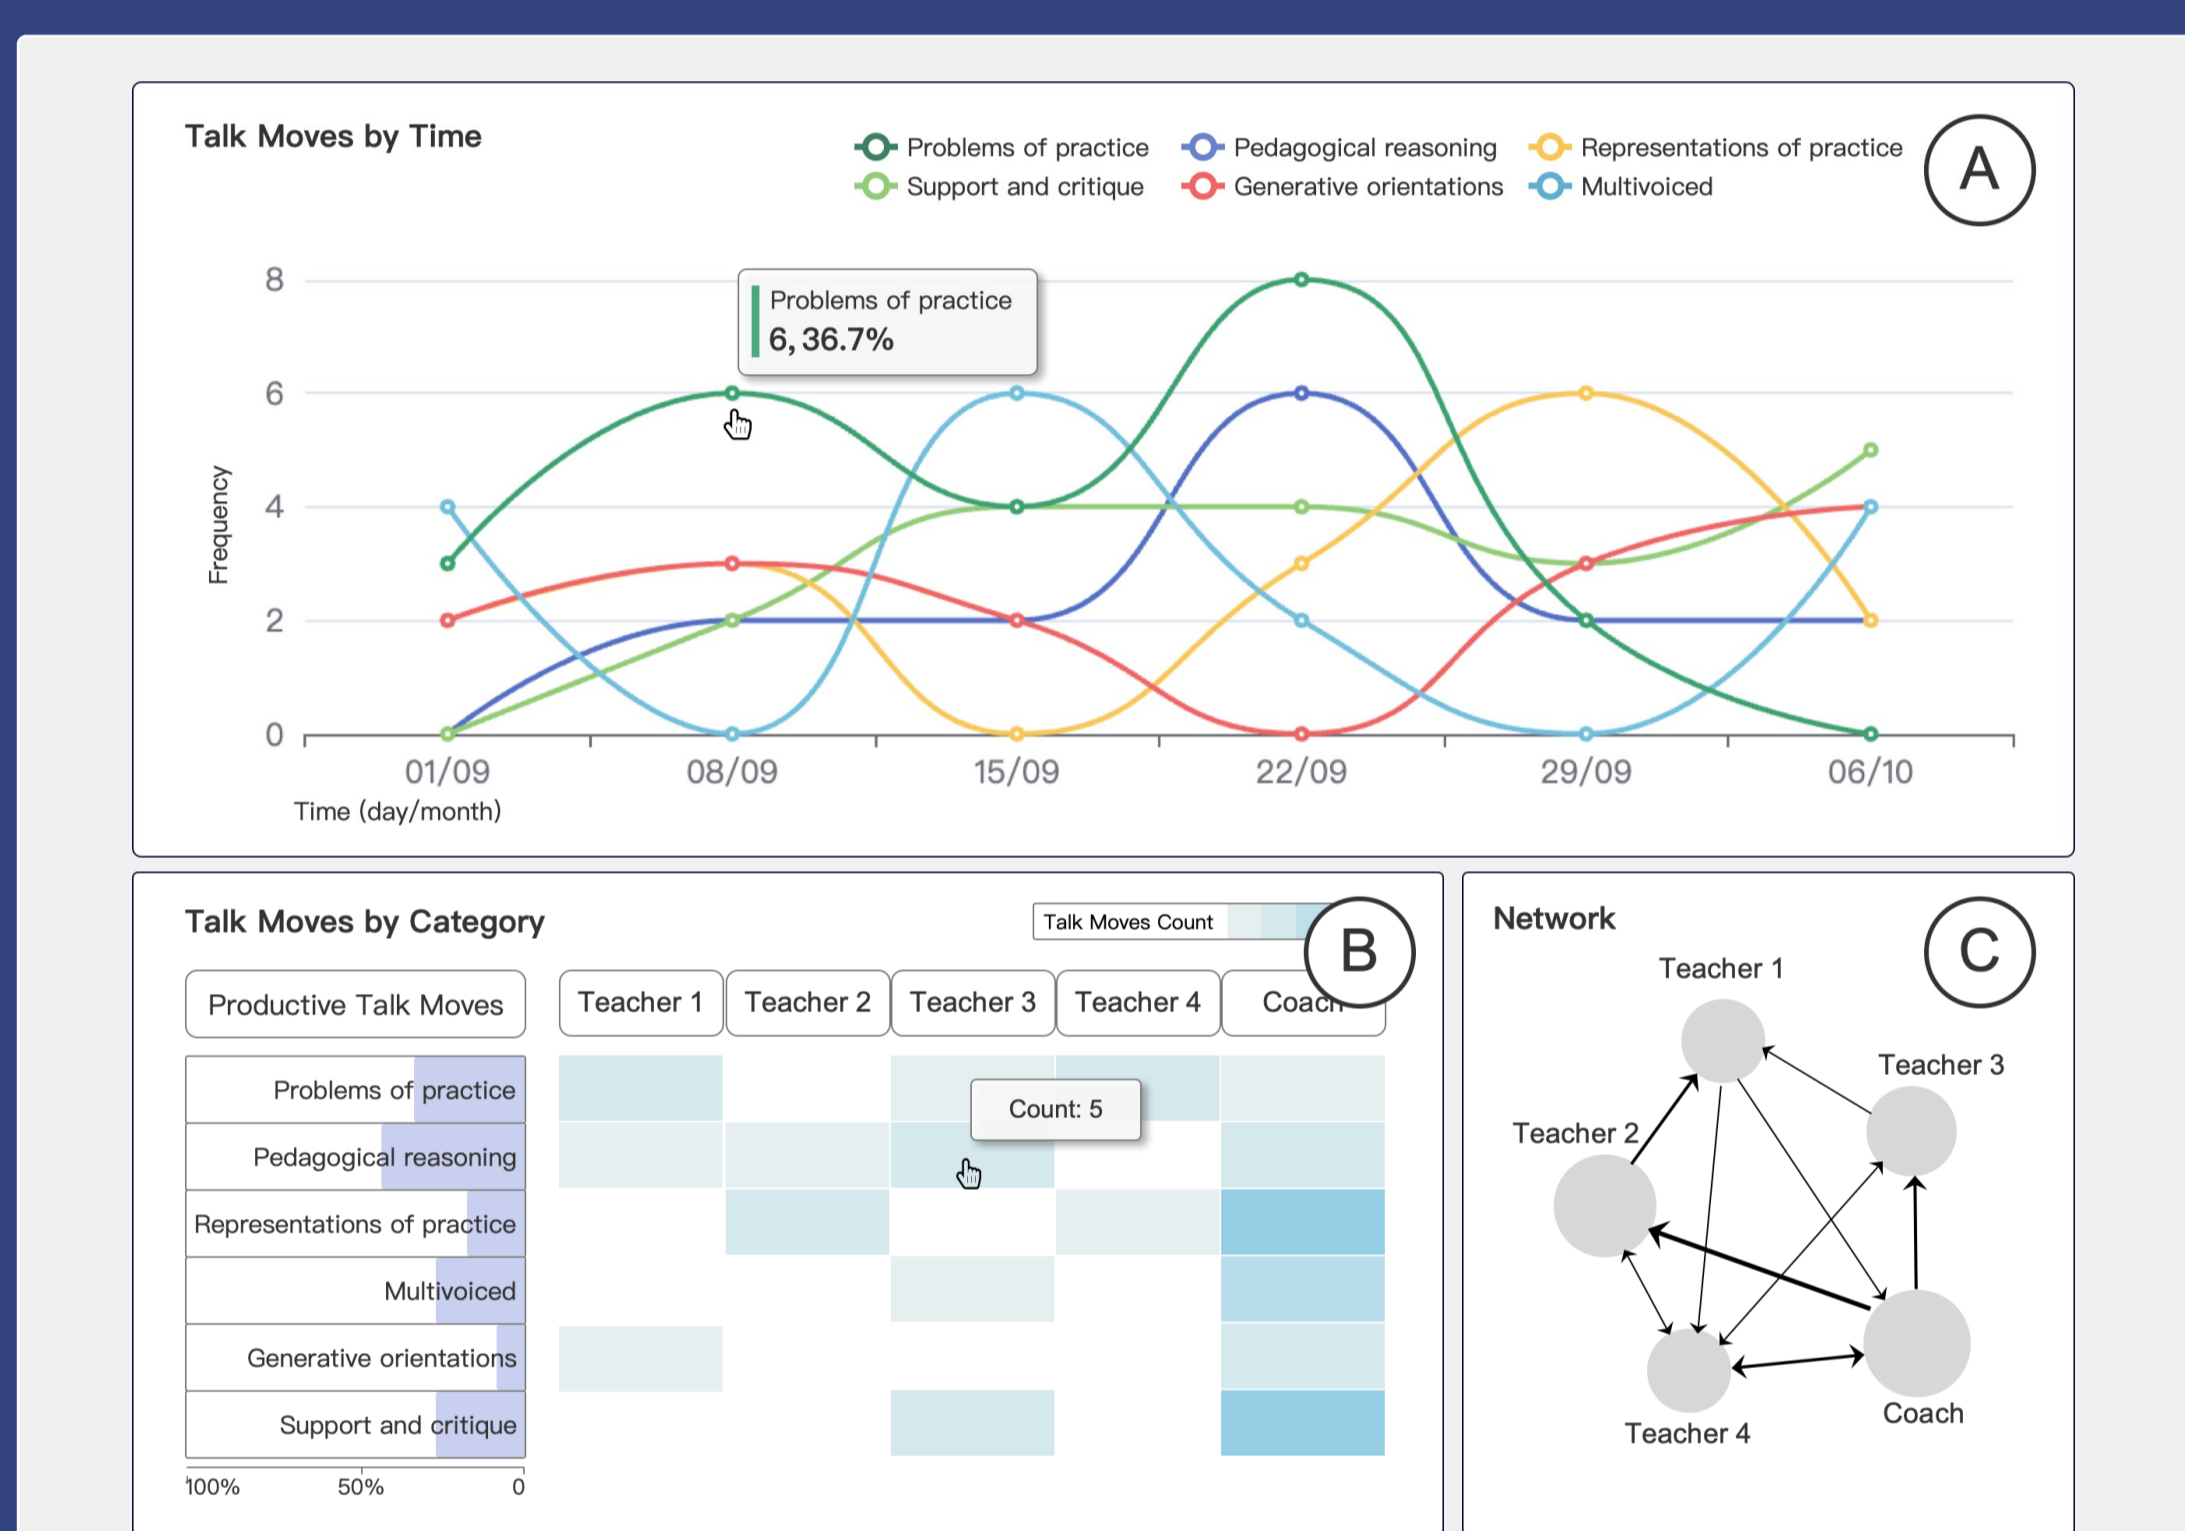 Talk Moves by Time
Problems of practice
Pedagogical reasoning
Representations of practice
Support and critique
Generative orientations
Multivoiced
A
8
Problems of practice
6, 36.7%
6
4
2
0
Frequency
01/09
08/09
15/09
22/09
29/09
06/10
Time (day/month)
Talk Moves by Category
Talk Moves Count
B
Productive Talk Moves
Teacher 1
Teacher 2
Teacher 3
Teacher 4
Coach
Problems of practice
Count: 5
Pedagogical reasoning
Representations of practice
Multivoiced
Generative orientations
Support and critique
100%
50%
0
Network
C
Teacher 1
Teacher 3
Teacher 2
Coach
Teacher 4